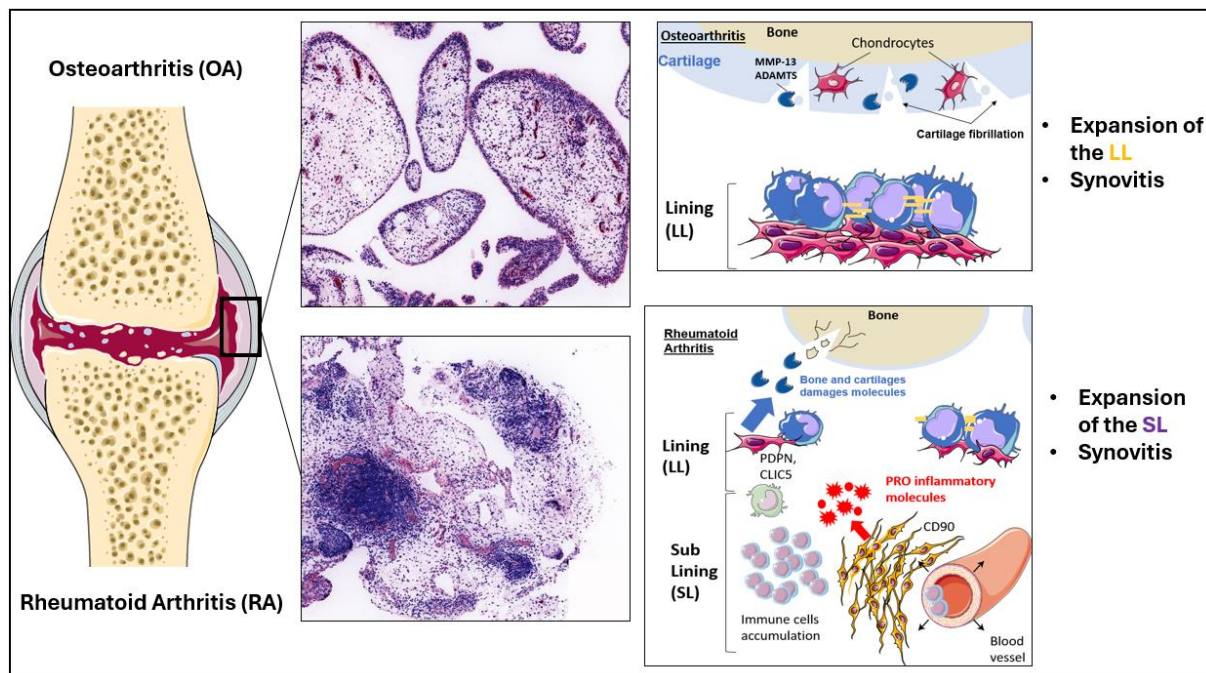 Osteoarthritis (OA)
Rheumatoid Arthritis (RA)
Osteoarthritis
Bone
Cartilage
Chondrocytes
MMP-13
ADAMTS
Cartilage fibrillation
Lining
(LL)
• Expansion of
the LL
• Synovitis
Rheumatoid
Arthritis
Bone
Bone and cartilages
damages molecules
Lining
(LL)
PDPN,
CLIC5
PRO inflammatory
molecules
CD90
Sub
Lining
(SL)
Immune cells
accumulation
Blood
vessel
• Expansion
of the SL
• Synovitis